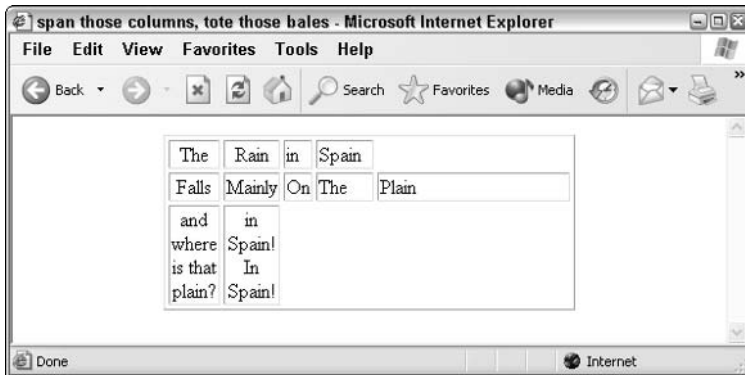 span those columns, tote those bales - Microsoft Internet Explorer
File Edit View Favorites Tools Help
Back Search Favorites Media »
The Rain in Spain
Falls Mainly On The Plain
and in
where Spain!
is that In
plain? Spain!
Done Internet